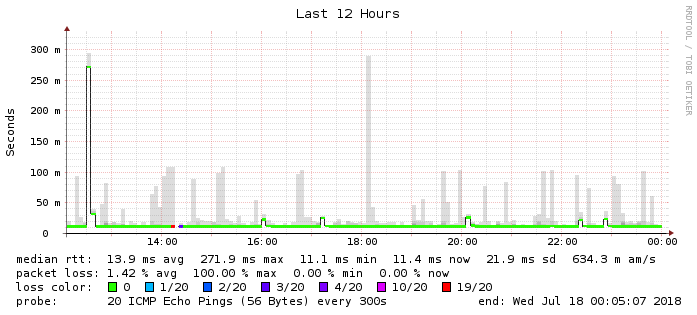 Last 12 Hours
RRDTOOL / TOBI OETIKER
Seconds
300 m
250 m
200 m
150 m
100 m
50 m
0
14:00 16:00 18:00 20:00 22:00 00:00
median rtt: 13.9 ms avg 271.9 ms max 11.1 ms min 11.4 ms now 21.9 ms sd 634.3 m am/s
packet loss: 1.42 % avg 100.00 % max 0.00 % min 0.00 % now
loss color: 0 1/20 2/20 3/20 4/20 10/20 19/20
probe: 20 ICMP Echo Pings (56 Bytes) every 300s end: Wed Jul 18 00:05:07 2018